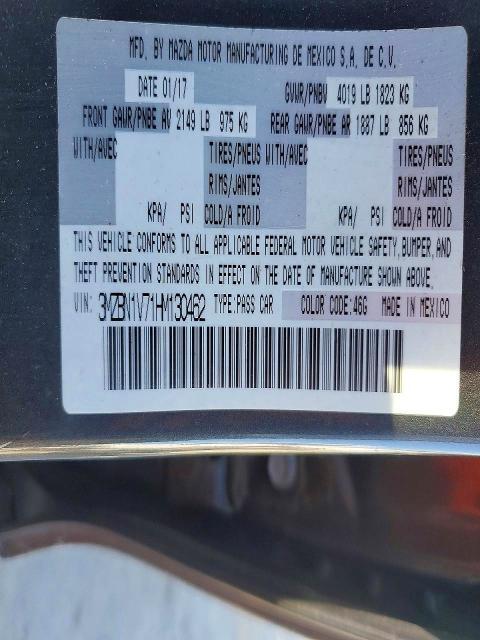 MFD. BY MAZDA MOTOR MANUFACTURING DE MEXICO S.A. DE C.V.
DATE 01/17 GVWR/PNBV 4019 LB 1823 KG
FRONT GAWR/PNBE AV 2149 LB 975 KG REAR GAWR/PNBE AR 1887 LB 856 KG
WITH/AVEC TIRES/PNEUS WITH/AVEC TIRES/PNEUS
RIMS/JANTES RIMS/JANTES
KPA/ PSI COLD/A FROID KPA/ PSI COLD/A FROID
THIS VEHICLE CONFORMS TO ALL APPLICABLE FEDERAL MOTOR VEHICLE SAFETY, BUMPER, AND
THEFT PREVENTION STANDARDS IN EFFECT ON THE DATE OF MANUFACTURE SHOWN ABOVE.
VIN: 3MZBN1V71HM130462 TYPE:PASS CAR COLOR CODE:46G MADE IN MEXICO